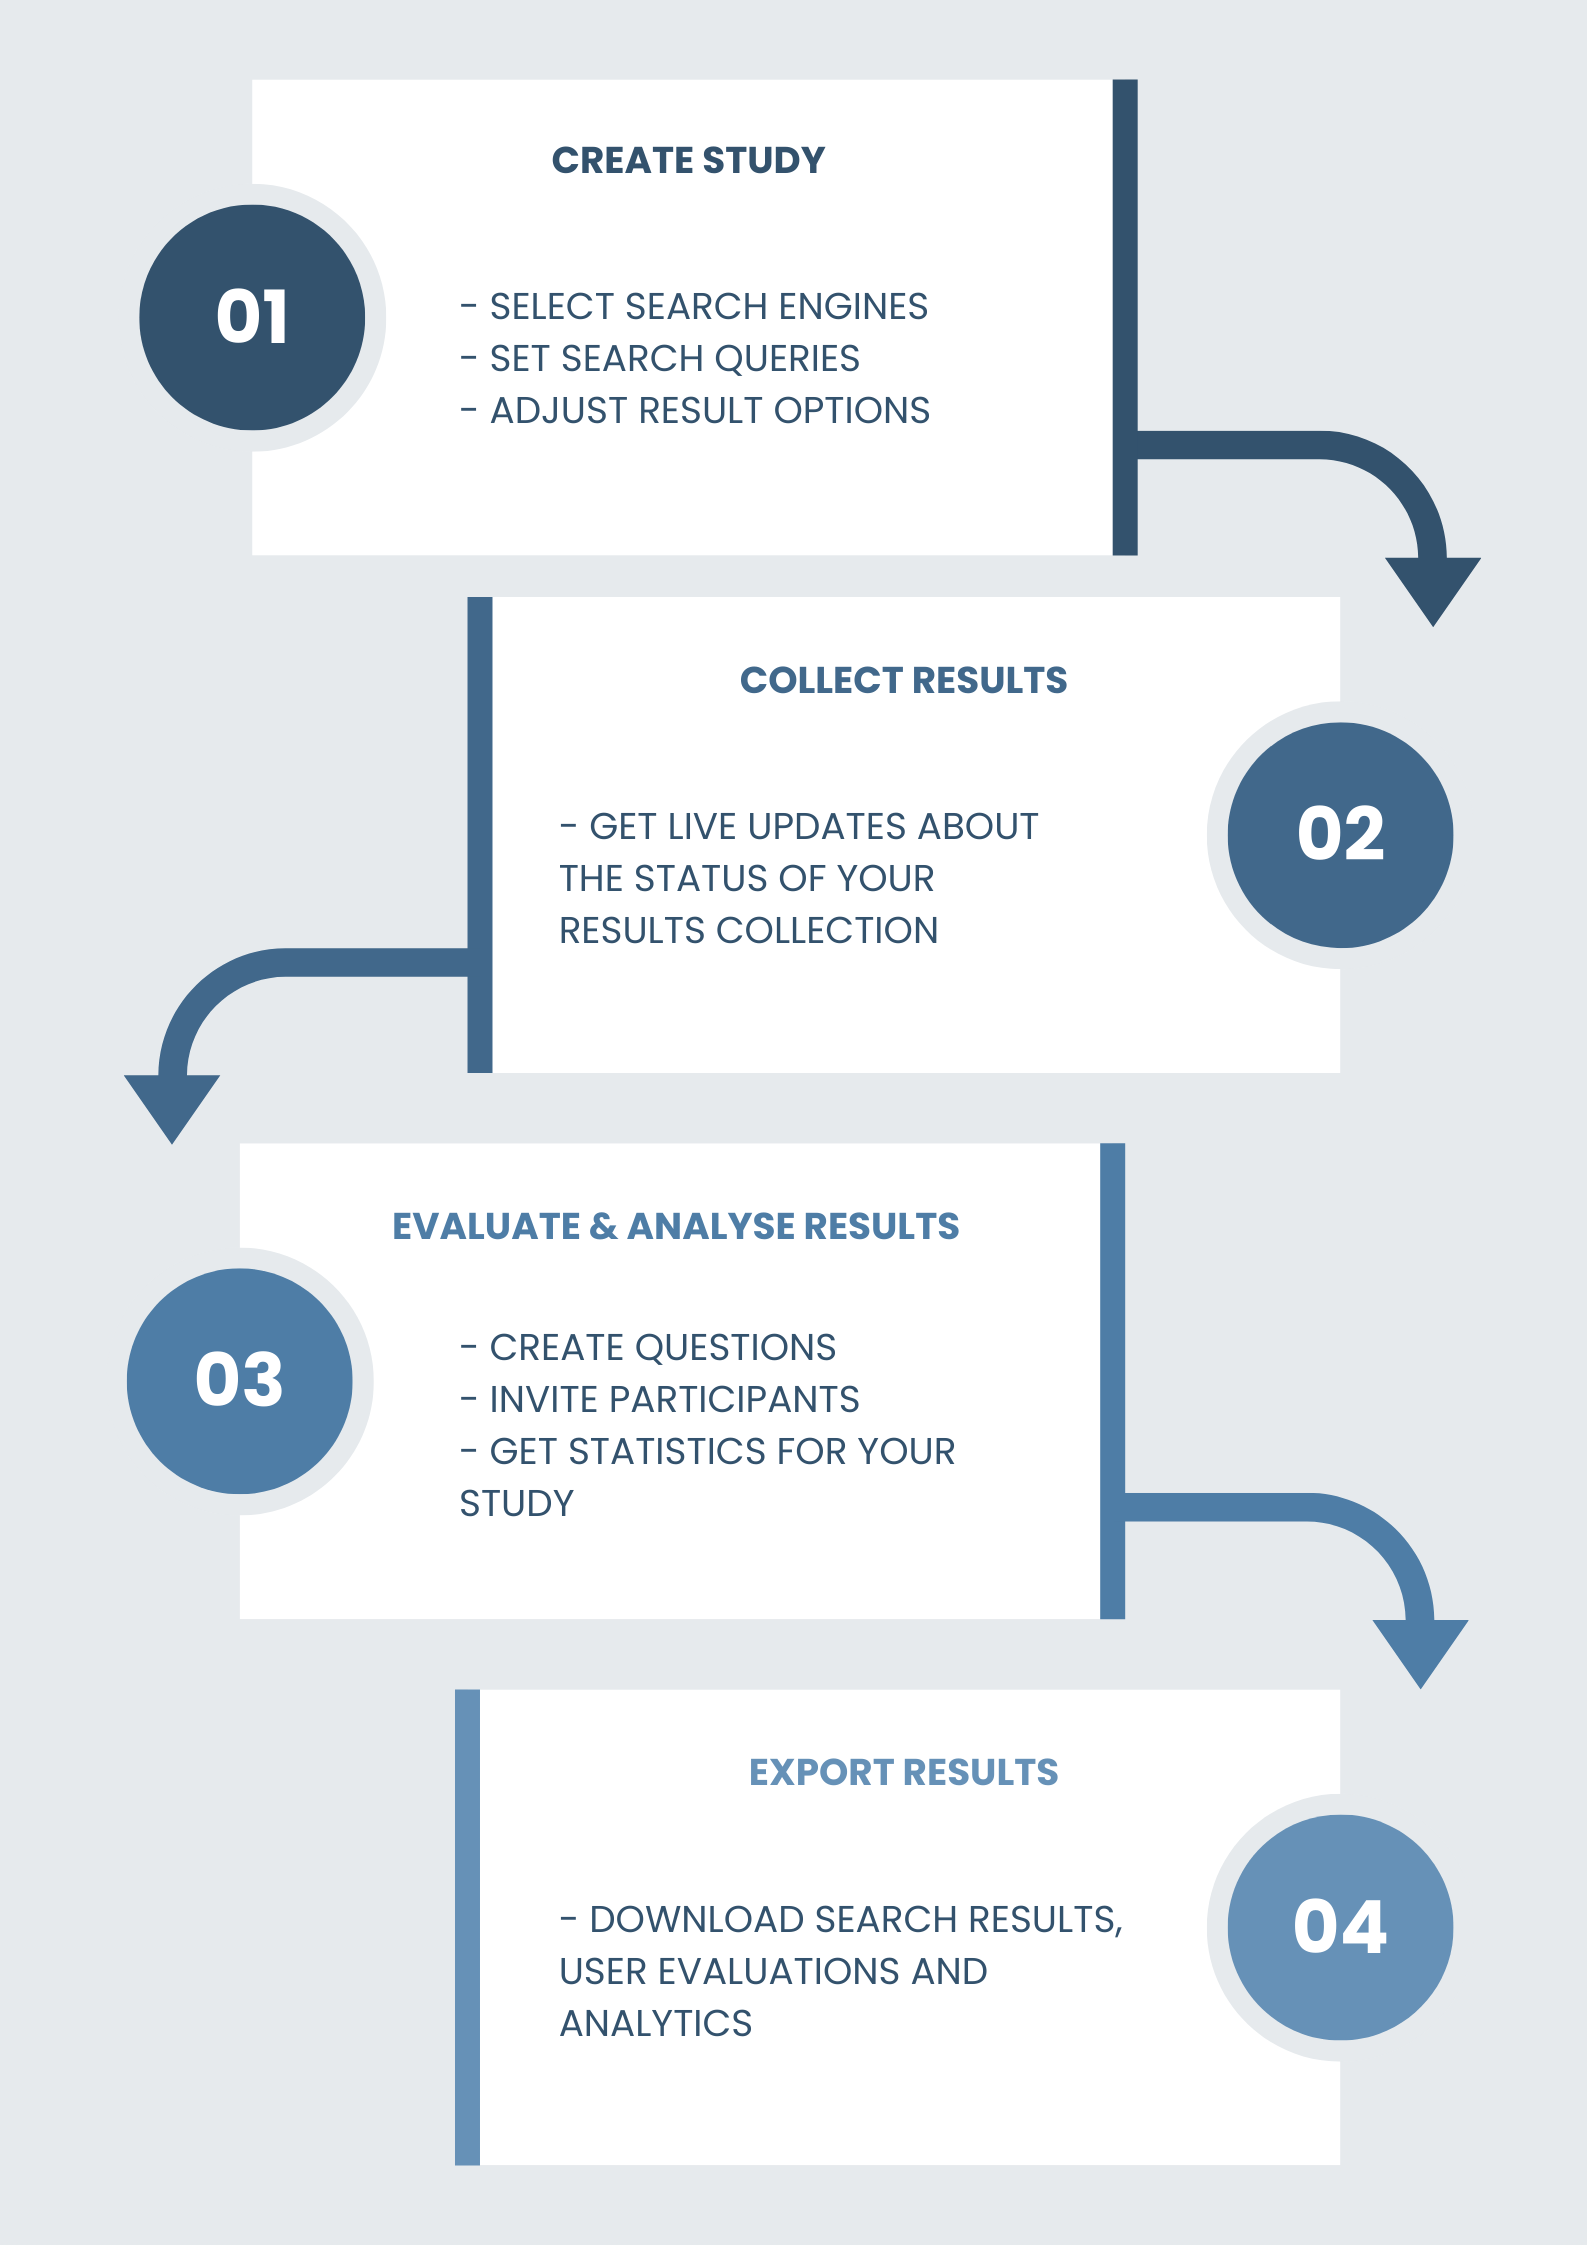 CREATE STUDY
01
- SELECT SEARCH ENGINES
- SET SEARCH QUERIES
- ADJUST RESULT OPTIONS
COLLECT RESULTS
02
- GET LIVE UPDATES ABOUT
THE STATUS OF YOUR
RESULTS COLLECTION
EVALUATE & ANALYSE RESULTS
03
- CREATE QUESTIONS
- INVITE PARTICIPANTS
- GET STATISTICS FOR YOUR
STUDY
EXPORT RESULTS
04
- DOWNLOAD SEARCH RESULTS,
USER EVALUATIONS AND
ANALYTICS